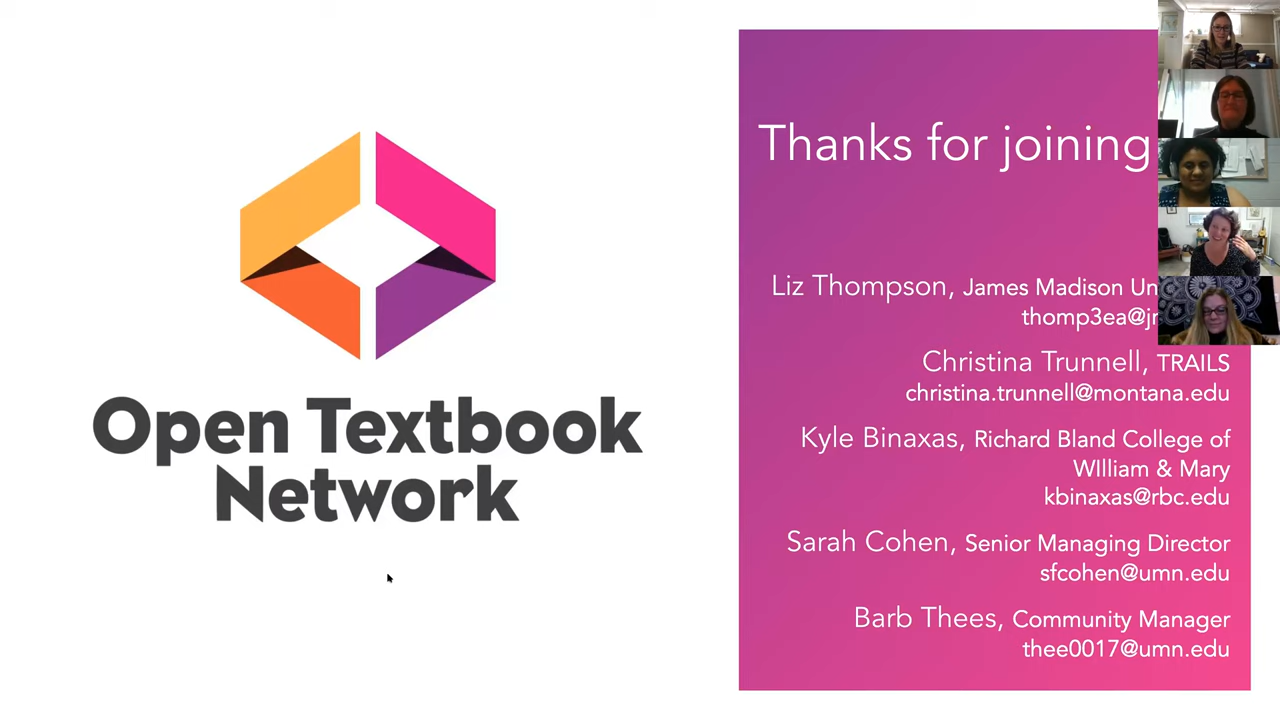 Open Textbook
Network
Thanks for joining
Liz Thompson, James Madison
thomp3ea@
Christina Trunnell, TRAILS
christina.trunnell@montana.edu
Kyle Binaxas, Richard Bland College of
WIlliam & Mary
kbinaxas@rbc.edu
Sarah Cohen, Senior Managing Director
sfcohen@umn.edu
Barb Thees, Community Manager
thee0017@umn.edu